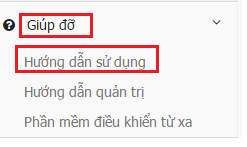 Giúp đỡ
Hướng dẫn sử dụng
Hướng dẫn quản trị
Phần mềm điều khiển từ xa